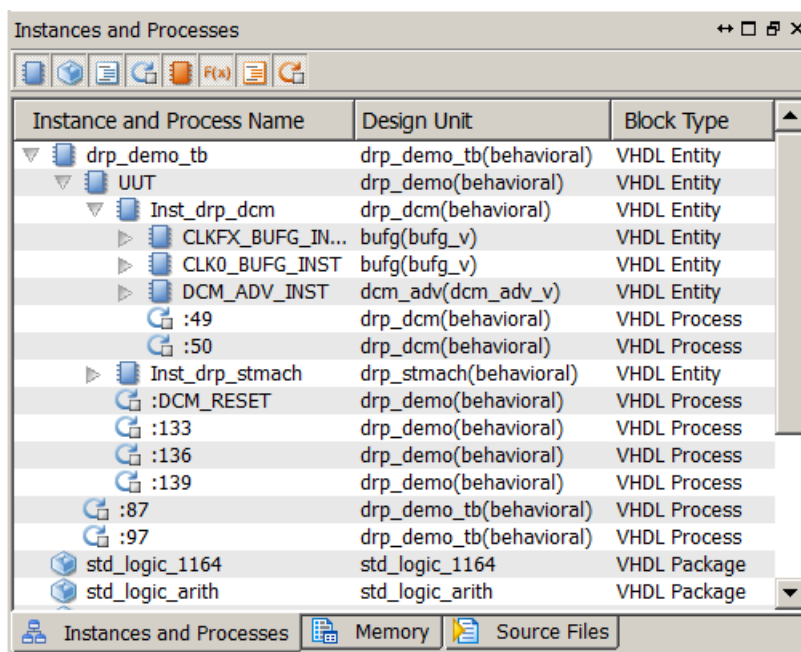 Instances and Processes
F(x)
Instance and Process Name Design Unit Block Type
drp_demo_tb drp_demo_tb(behavioral) VHDL Entity
UUT drp_demo(behavioral) VHDL Entity
Inst_drp_dcm drp_dcm(behavioral) VHDL Entity
CLKFX_BUFG_IN... bufg(bufg_v) VHDL Entity
CLK0_BUFG_INST bufg(bufg_v) VHDL Entity
DCM_ADV_INST dcm_adv(dcm_adv_v) VHDL Entity
:49 drp_dcm(behavioral) VHDL Process
:50 drp_dcm(behavioral) VHDL Process
Inst_drp_stmach drp_stmach(behavioral) VHDL Entity
:DCM_RESET drp_demo(behavioral) VHDL Process
:133 drp_demo(behavioral) VHDL Process
:136 drp_demo(behavioral) VHDL Process
:139 drp_demo(behavioral) VHDL Process
:87 drp_demo_tb(behavioral) VHDL Process
:97 drp_demo_tb(behavioral) VHDL Process
std_logic_1164 std_logic_1164 VHDL Package
std_logic_arith std_logic_arith VHDL Package
Instances and Processes Memory Source Files